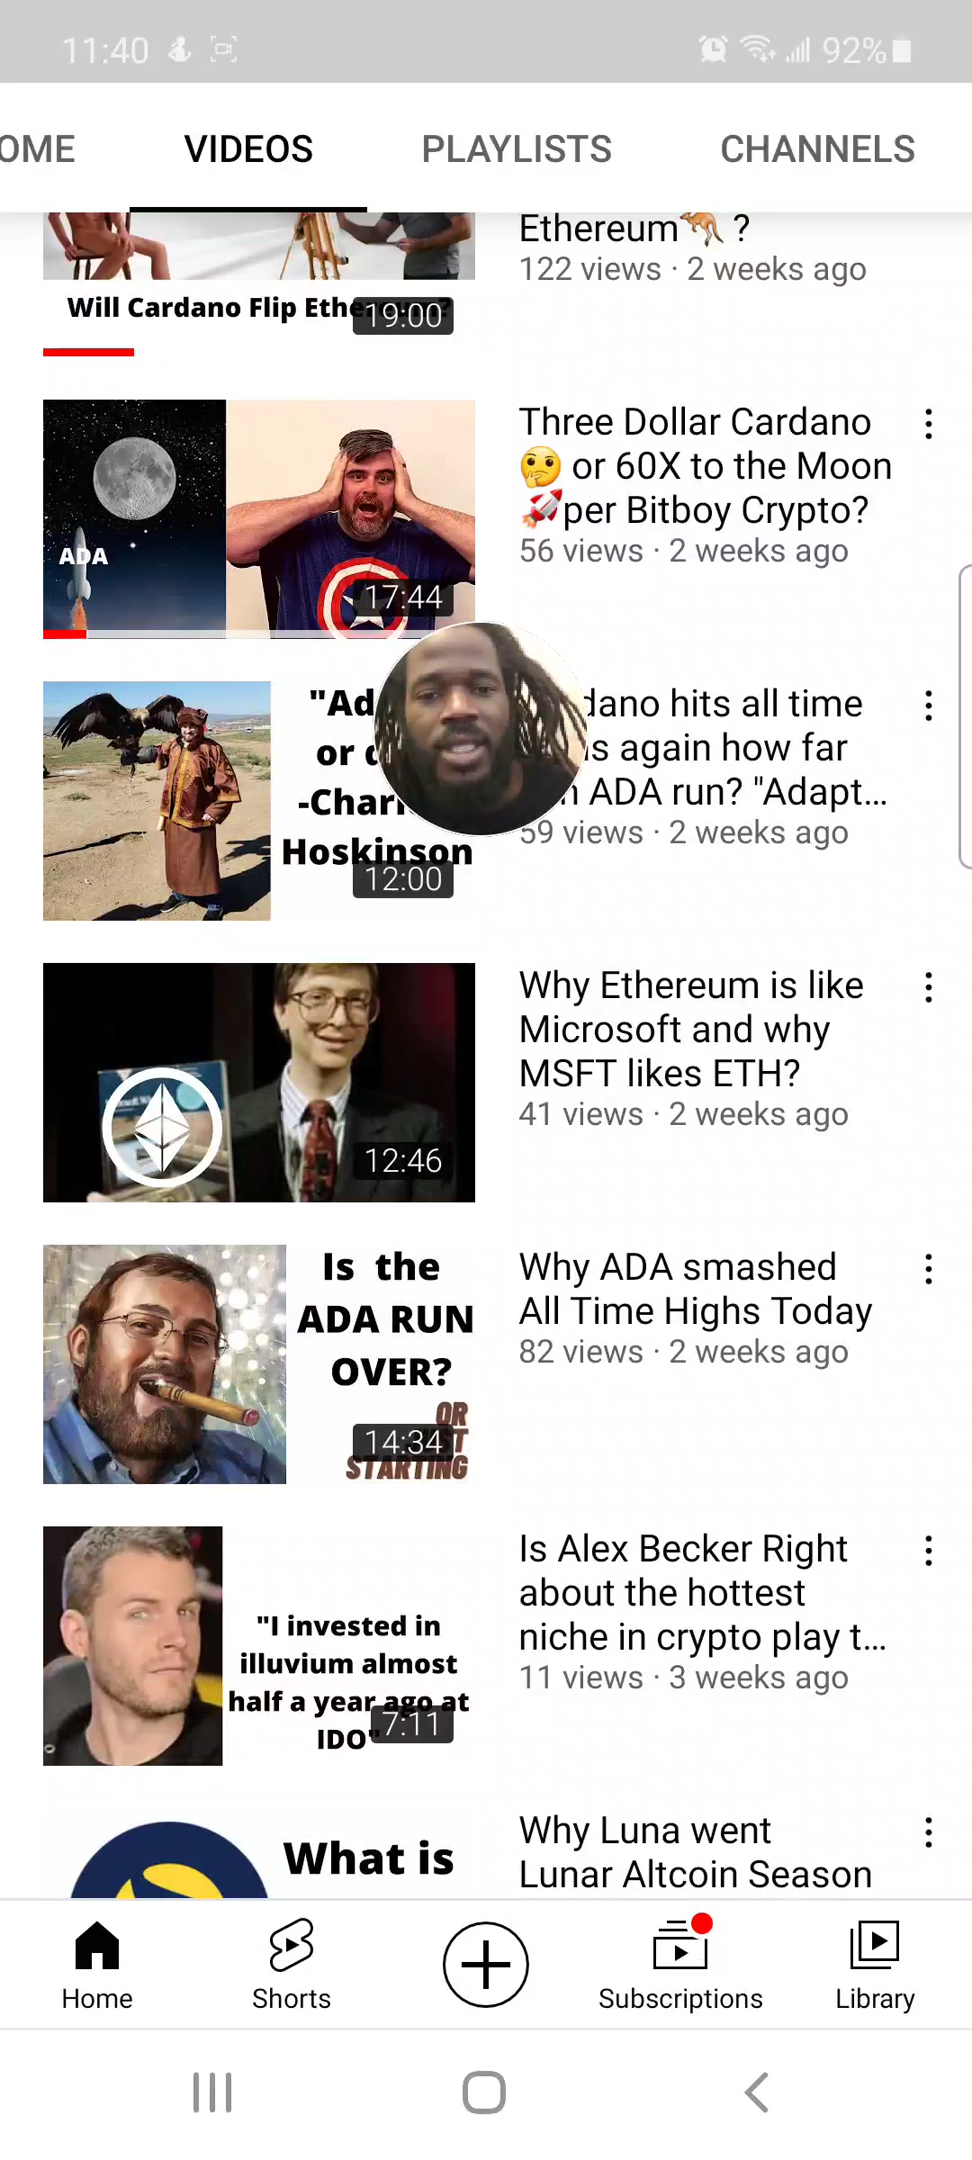 11:40
92%
OME
VIDEOS
PLAYLISTS
CHANNELS
Will Cardano Flip Ethereum?
19:00
Ethereum🦘 ?
122 views · 2 weeks ago
ADA
17:44
Three Dollar Cardano
🤔 or 60X to the Moon
🚀per Bitboy Crypto?
56 views · 2 weeks ago
"Ad
or d
-Charl
Hoskinson
12:00
dano hits all time
s again how far
n ADA run? "Adapt...
59 views · 2 weeks ago
12:46
Why Ethereum is like
Microsoft and why
MSFT likes ETH?
41 views · 2 weeks ago
Is the
ADA RUN
OVER?
OR
STARTING
14:34
Why ADA smashed
All Time Highs Today
82 views · 2 weeks ago
"I invested in
illuvium almost
half a year ago at
IDO"
7:11
Is Alex Becker Right
about the hottest
niche in crypto play t...
11 views · 3 weeks ago
What is
Why Luna went
Lunar Altcoin Season
Home
Shorts
Subscriptions
Library